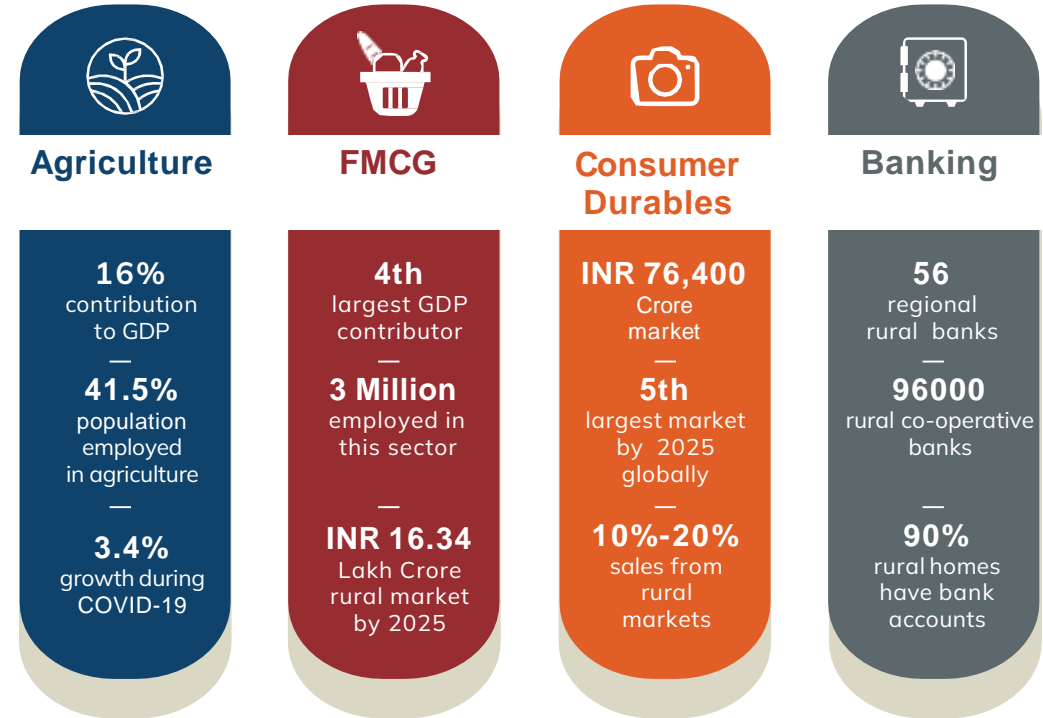 Agriculture
16%
contribution
to GDP
41.5%
population
employed
in agriculture
3.4%
growth during
COVID-19
FMCG
4th
largest GDP
contributor
3 Million
employed in
this sector
INR 16.34
Lakh Crore
rural market
by 2025
Consumer
Durables
INR 76,400
Crore
market
5th
largest market
by 2025
globally
10%-20%
sales from
rural
markets
Banking
56
regional
rural banks
96000
rural co-operative
banks
90%
rural homes
have bank
accounts